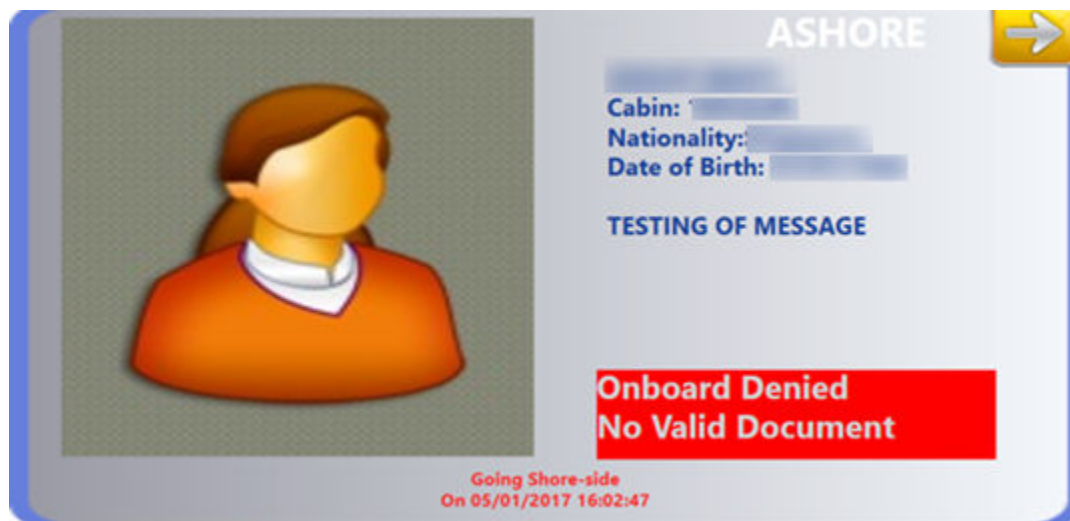 ASHORE
Cabin:
Nationality:
Date of Birth:
TESTING OF MESSAGE
Onboard Denied
No Valid Document
Going Shore-side
On 05/01/2017 16:02:47